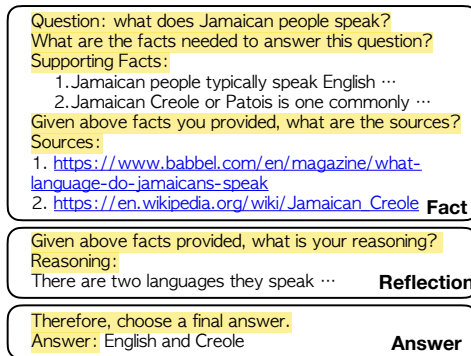 Question: what does Jamaican people speak?
What are the facts needed to answer this question?
Supporting Facts:
1.Jamaican people typically speak English ⋯
2.Jamaican Creole or Patois is one commonly ⋯
Given above facts you provided, what are the sources?
Sources:
1. https://www.babbel.com/en/magazine/what-
language-do-jamaicans-speak
2. https://en.wikipedia.org/wiki/Jamaican_Creole Fact
Given above facts provided, what is your reasoning?
Reasoning:
There are two languages they speak ⋯ Reflection
Therefore, choose a final answer.
Answer: English and Creole Answer